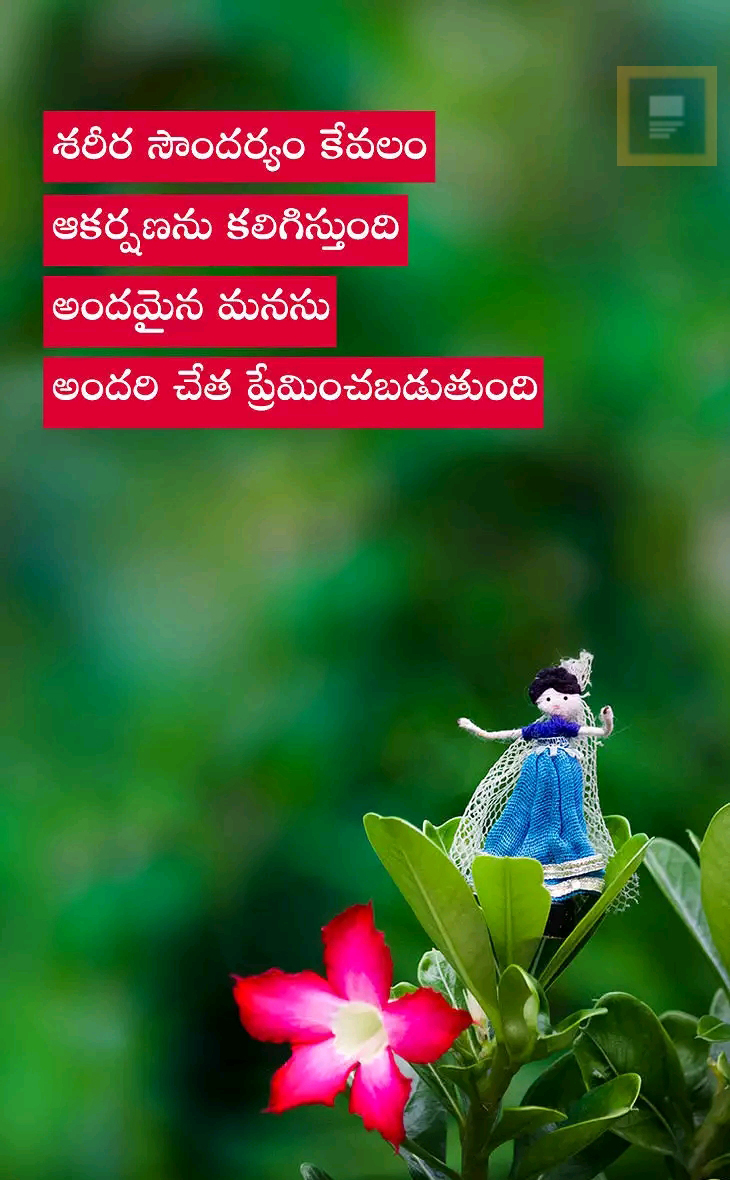 శరీర సౌందర్యం కేవలం
ఆకర్షణను కలిగిస్తుంది
అందమైన మనసు
అందరి చేత ప్రేమించబడుతుంది